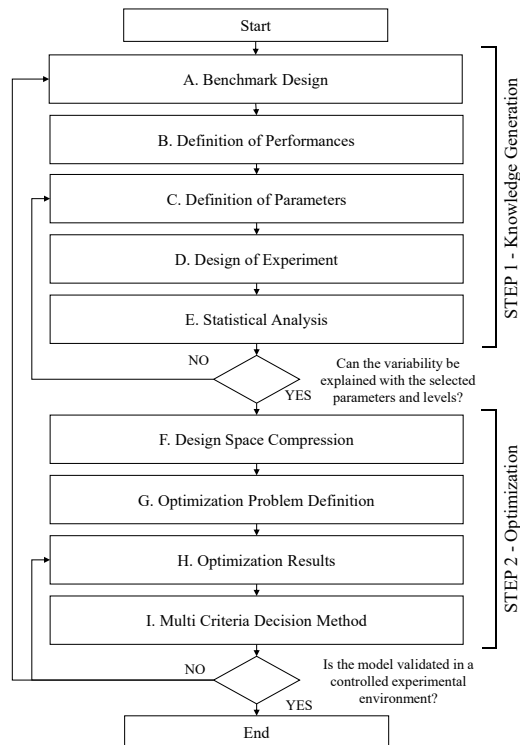 Start
A. Benchmark Design
B. Definition of Performances
C. Definition of Parameters
D. Design of Experiment
E. Statistical Analysis
STEP 1 - Knowledge Generation
NO
YES
Can the variability be
explained with the selected
parameters and levels?
F. Design Space Compression
G. Optimization Problem Definition
H. Optimization Results
I. Multi Criteria Decision Method
STEP 2 - Optimization
NO
YES
Is the model validated in a
controlled experimental
environment?
End